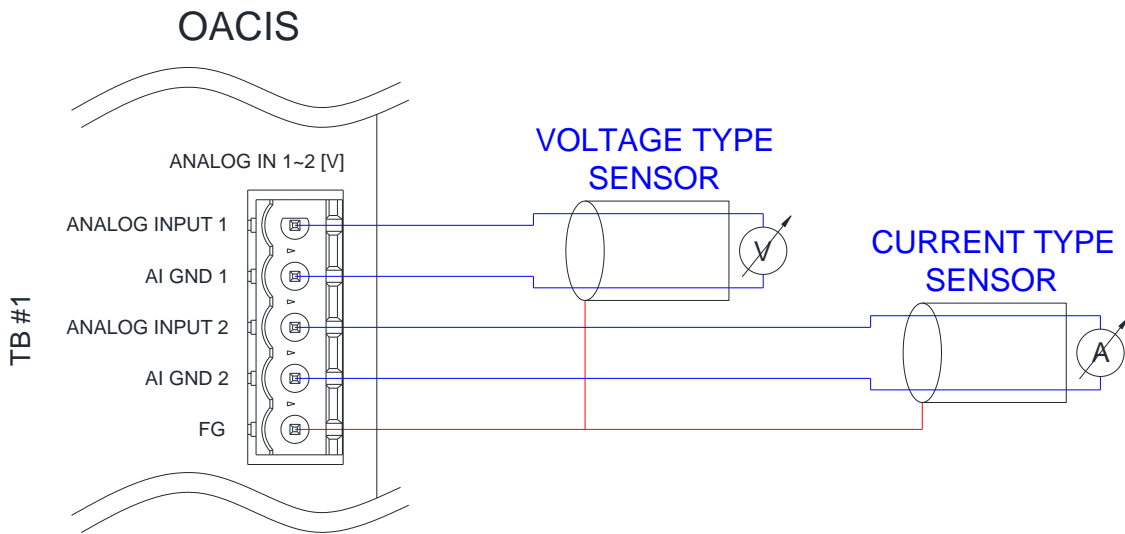 OACIS
ANALOG IN 1~2 [V]
VOLTAGE TYPE
SENSOR
ANALOG INPUT 1
V
AI GND 1
CURRENT TYPE
SENSOR
TB #1
ANALOG INPUT 2
A
AI GND 2
FG